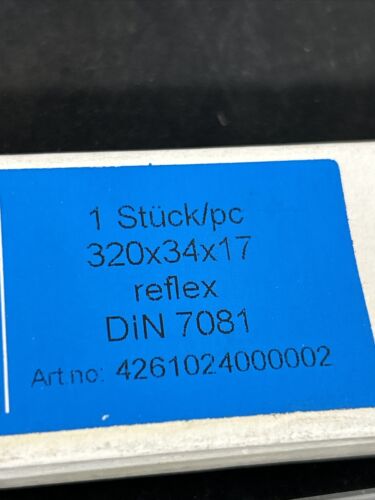 1 Stück/pc
320x34x17
reflex
DiN 7081
Art.no: 4261024000002